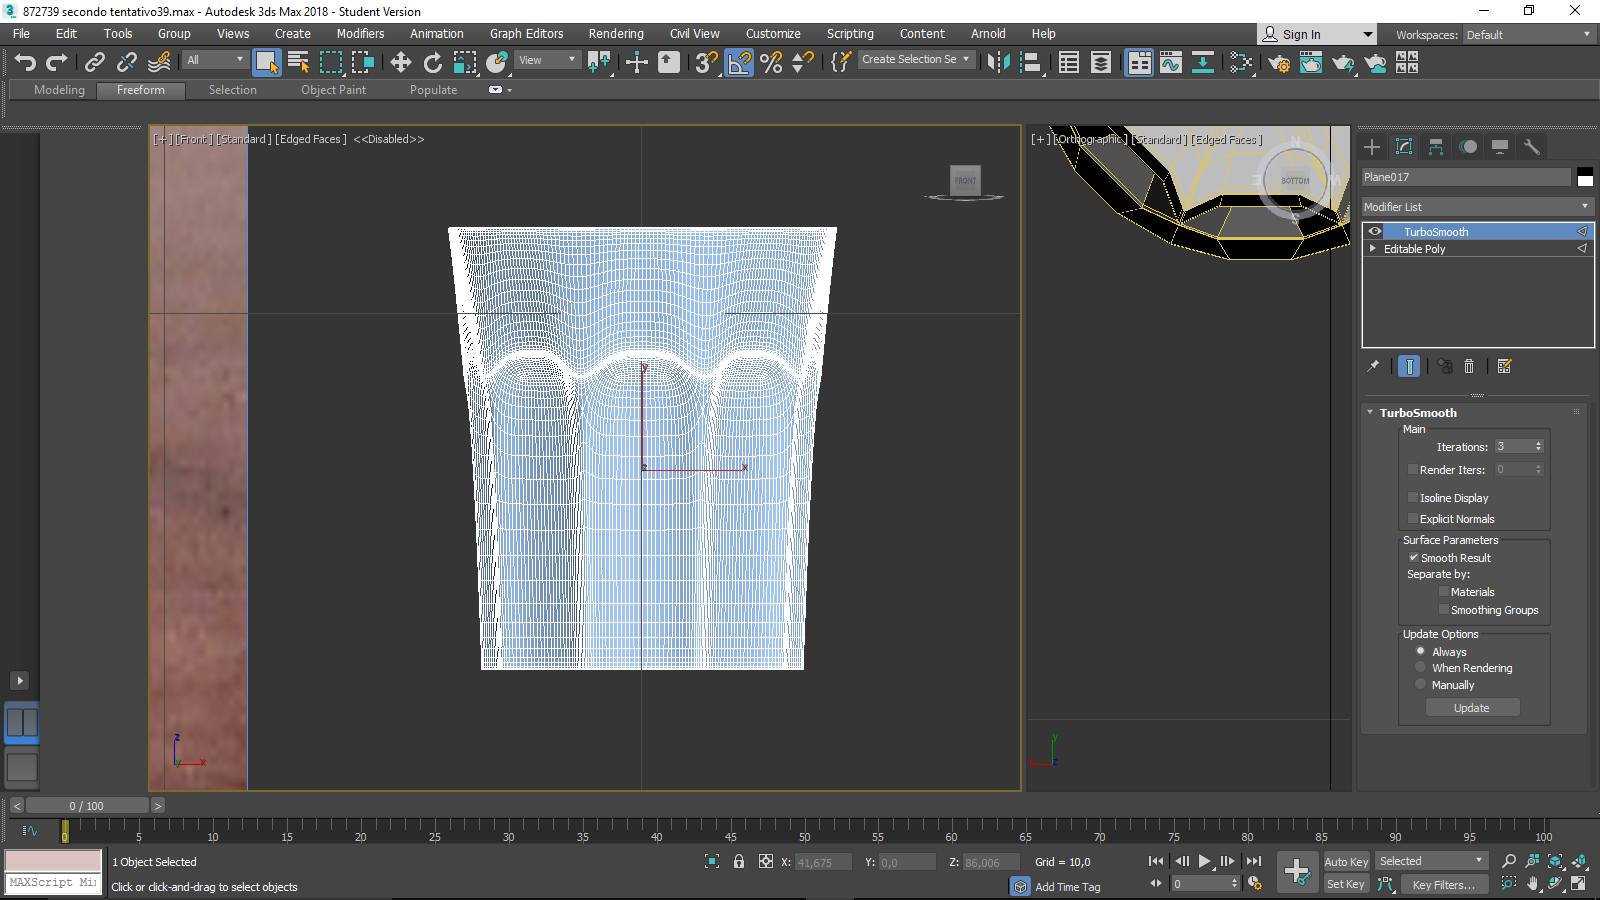 872739 secondo tentativo39.max - Autodesk 3ds Max 2018 - Student Version
File Edit Tools Group Views Create Modifiers Animation Graph Editors Rendering Civil View Customize Scripting Content Arnold Help Sign In Workspaces: Default
All View Create Selection Se
Modeling Freeform Selection Object Paint Populate
[+][Front][Standard][Edged Faces] <<Disabled>> [+][Orthographic][Standard][Edged Faces]
FRONT
N
E BOTTOM W
S
Plane017
Modifier List
TurboSmooth
Editable Poly
y
z x
TurboSmooth
Main
Iterations: 3
Render Iters: 0
Isoline Display
Explicit Normals
Surface Parameters
Smooth Result
Separate by:
Materials
Smoothing Groups
Update Options
Always
When Rendering
Manually
Update
z
y x
y
x z
< 0 / 100 >
0 5 10 15 20 25 30 35 40 45 50 55 60 65 70 75 80 85 90 95 100
1 Object Selected X: 41,675 Y: 0,0 Z: 86,006 Grid = 10,0 Auto Key Selected
MAXScript Mi
Click or click-and-drag to select objects Add Time Tag 0 Set Key Key Filters...